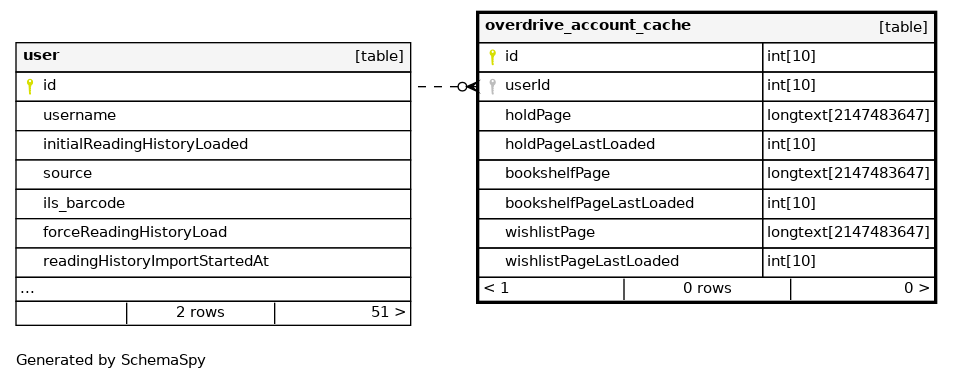 user [table]
id
username
initialReadingHistoryLoaded
source
ils_barcode
forceReadingHistoryLoad
readingHistoryImportStartedAt
...
2 rows 51 >
overdrive_account_cache [table]
id int[10]
userId int[10]
holdPage longtext[2147483647]
holdPageLastLoaded int[10]
bookshelfPage longtext[2147483647]
bookshelfPageLastLoaded int[10]
wishlistPage longtext[2147483647]
wishlistPageLastLoaded int[10]
< 1 0 rows 0 >
Generated by SchemaSpy